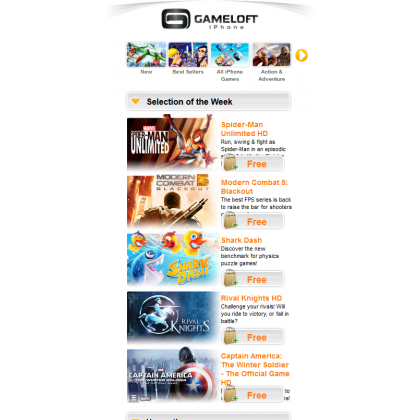 GAMELOFT
iPhone
New
Best Sellers
All iPhone
Games
Action &
Adventure
Selection of the Week
MARVEL
SPIDER-MAN
UNLIMITED
Spider-Man
Unlimited HD
Run, swing & fight as
Spider-Man in an episodic
Free
MODERN
COMBAT 5
BLACKOUT
Modern Combat 5:
Blackout
The best FPS series is back
to raise the bar for shooters
Free
SHARK
DASH
Shark Dash
Discover the new
benchmark for physics
puzzle games!
Free
RIVAL
KNIGHTS
Rival Knights HD
Challenge your rivals! Will
you ride to victory, or fall in
battle?
Free
CAPTAIN AMERICA
THE WINTER SOLDIER
Captain America:
The Winter Soldier
- The Official Game
HD
to
Free